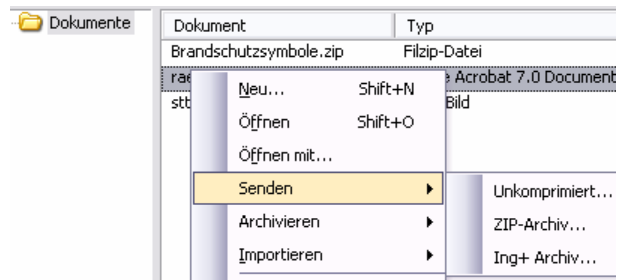 Dokumente
Dokument Typ
Brandschutzsymbole.zip Filzip-Datei
Acrobat 7.0 Document
Bild
Neu... Shift+N
Öffnen Shift+O
Öffnen mit...
Senden
Unkomprimiert...
Archivieren
ZIP-Archiv...
Importieren
Ing+ Archiv...